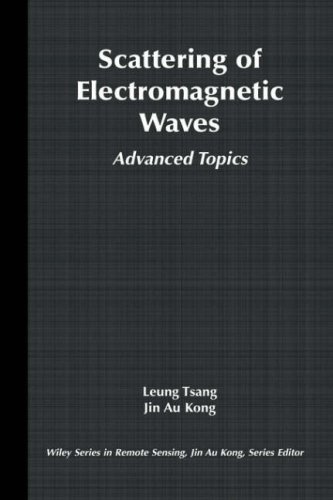 Scattering of
Electromagnetic
Waves
Advanced Topics
Leung Tsang
Jin Au Kong
Wiley Series in Remote Sensing, Jin Au Kong, Series Editor